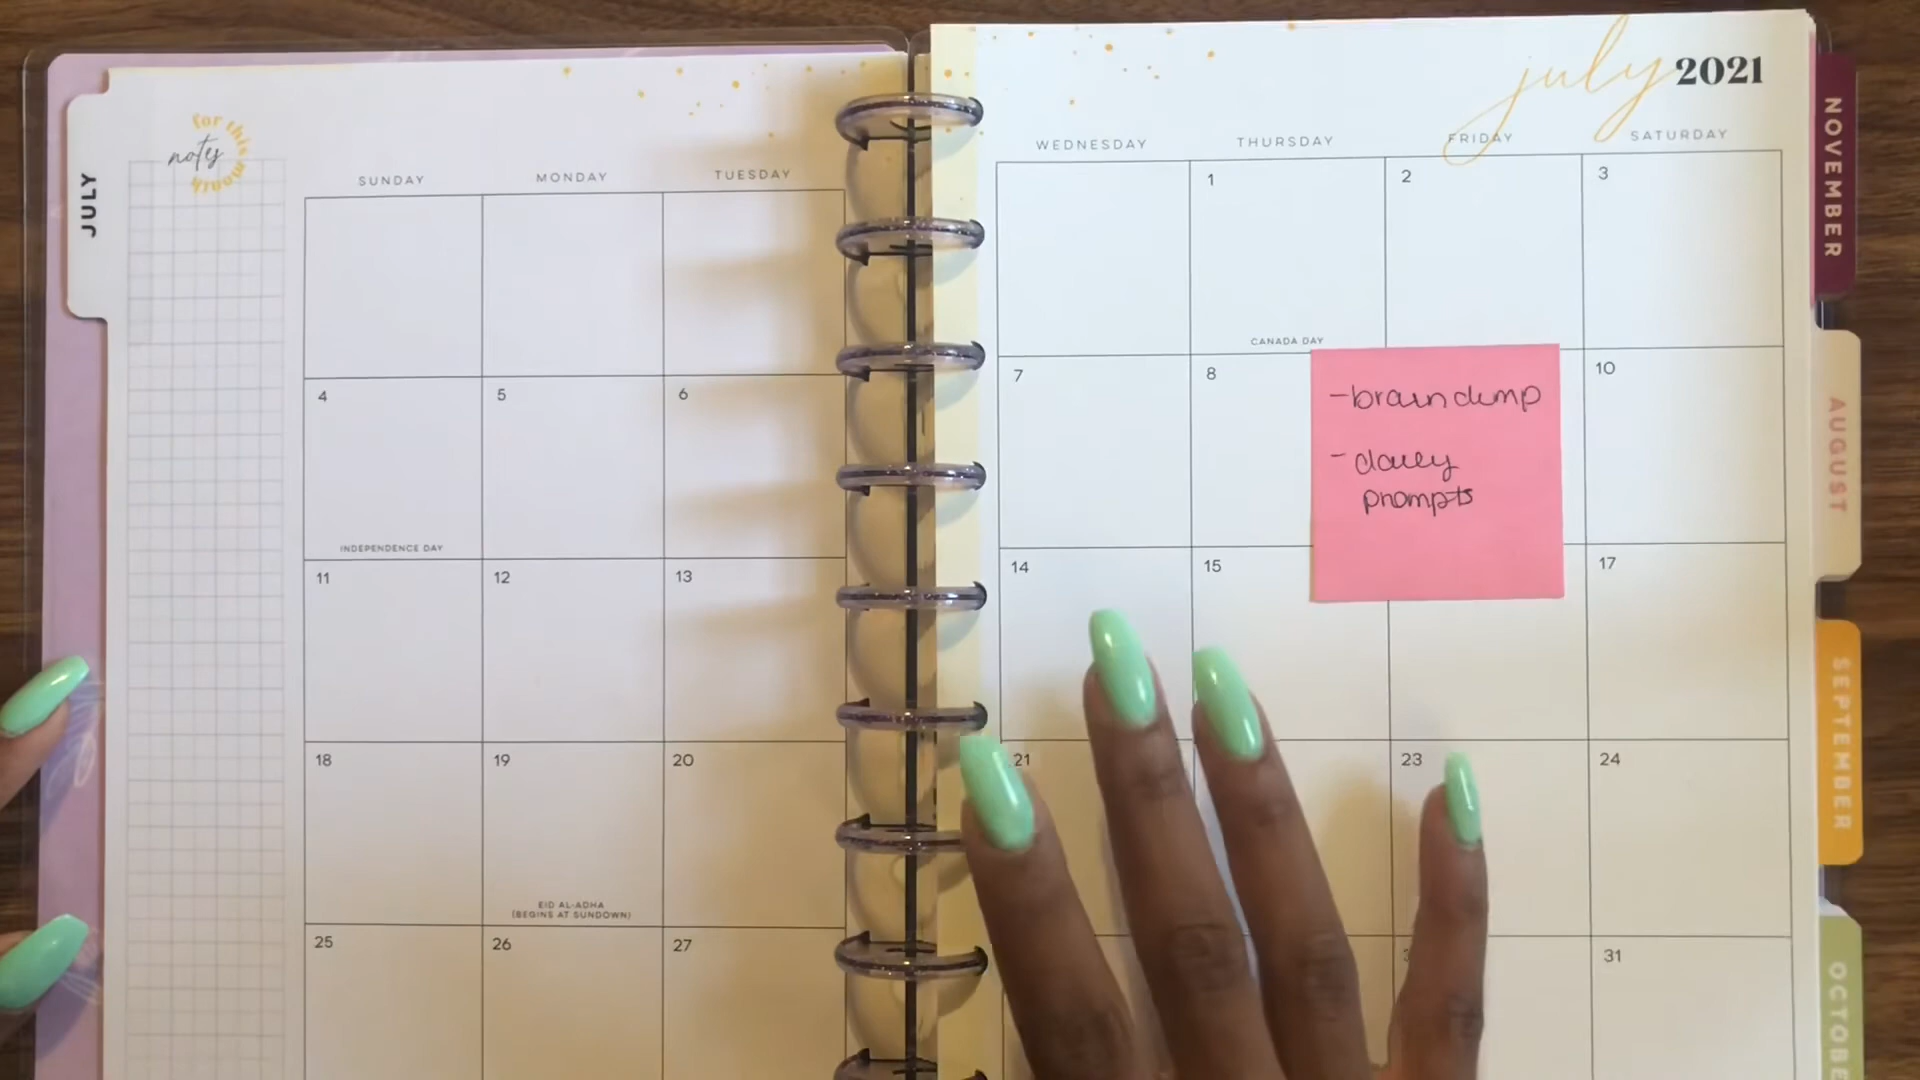 JULY
notes
for this month
SUNDAY MONDAY TUESDAY
4 5 6
INDEPENDENCE DAY
11 12 13
18 19 20
EID AL-ADHA
(BEGINS AT SUNDOWN)
25 26 27
july 2021
WEDNESDAY THURSDAY FRIDAY SATURDAY
1 2 3
CANADA DAY
7 8 10
- brain dump
- daily
prompts
14 15 17
21 23 24
31
NOVEMBER
AUGUST
SEPTEMBER
OCTOBE